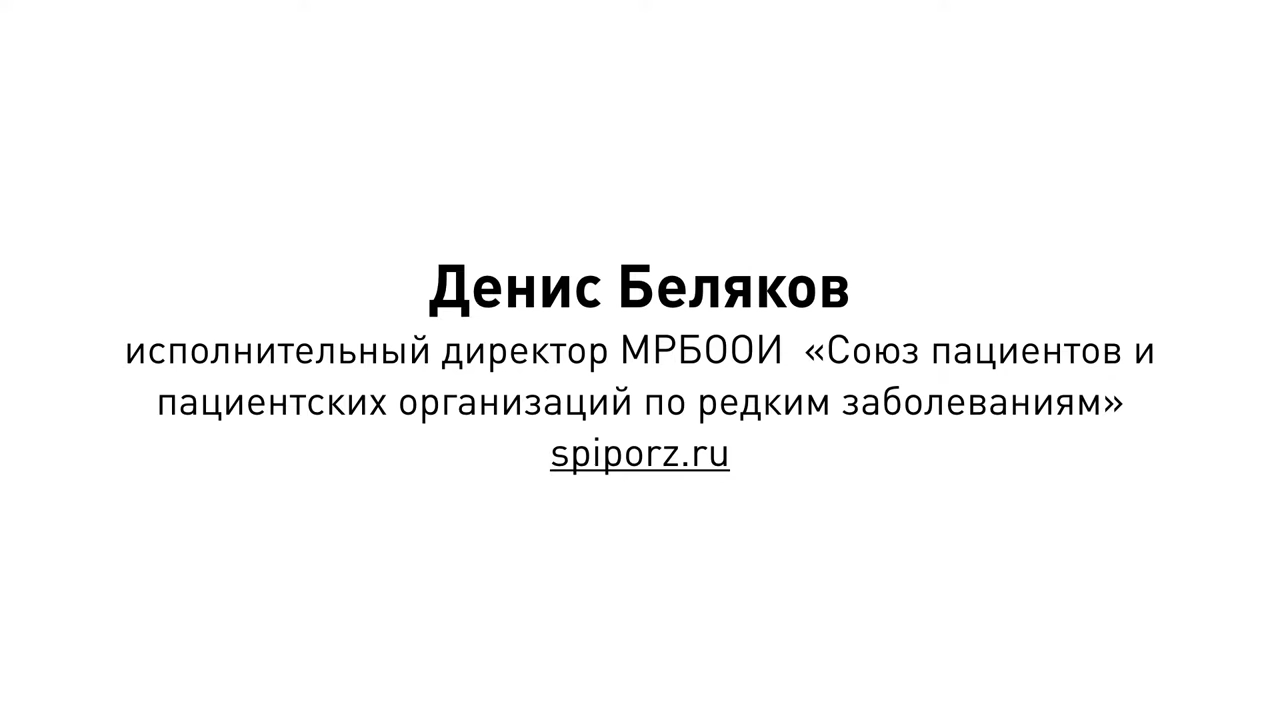 Денис Беляков
исполнительный директор МРБООИ «Союз пациентов и
пациентских организаций по редким заболеваниям»
spiporz.ru